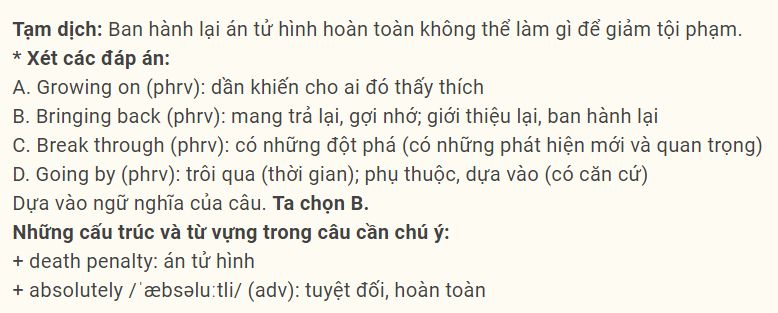 Tạm dịch: Ban hành lại án tử hình hoàn toàn không thể làm gì để giảm tội phạm.
* Xét các đáp án:
A. Growing on (phrv): dần khiến cho ai đó thấy thích
B. Bringing back (phrv): mang trả lại, gợi nhớ; giới thiệu lại, ban hành lại
C. Break through (phrv): có những đột phá (có những phát hiện mới và quan trọng)
D. Going by (phrv): trôi qua (thời gian); phụ thuộc, dựa vào (có căn cứ)
Dựa vào ngữ nghĩa của câu. Ta chọn B.
Những cấu trúc và từ vựng trong câu cần chú ý:
+ death penalty: án tử hình
+ absolutely /ˈæbsəluːtli/ (adv): tuyệt đối, hoàn toàn